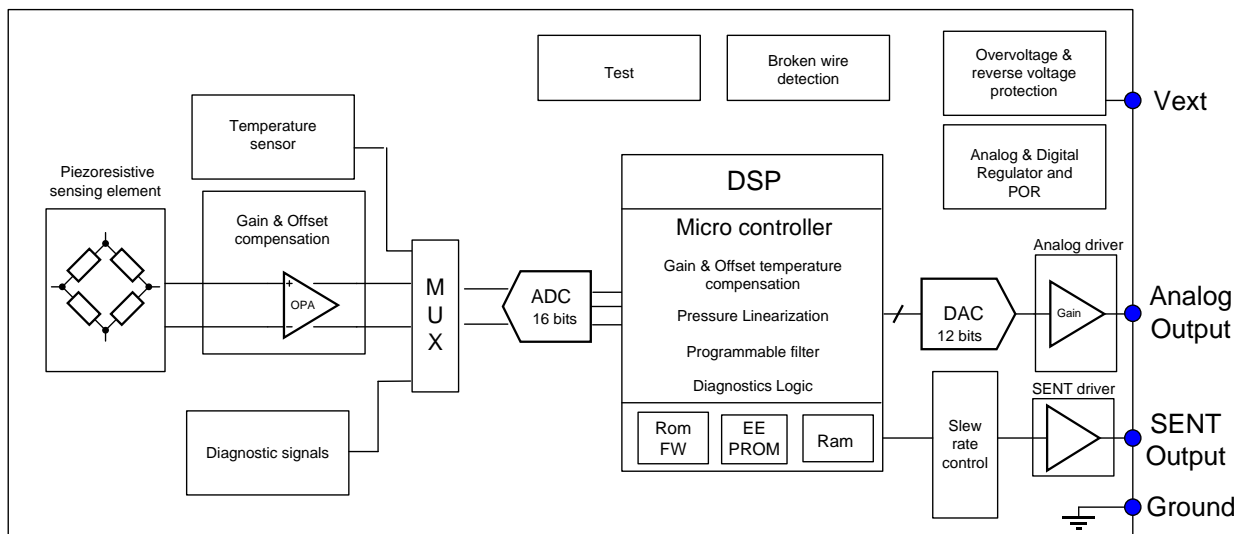 Test
Broken wire
detection
Overvoltage &
reverse voltage
protection
Vext
Temperature
sensor
Analog & Digital
Regulator and
POR
Piezoresistive
sensing element
Gain & Offset
compensation
+
OPA
−
M
U
X
ADC
16 bits
DSP
Micro controller
Gain & Offset temperature
compensation
Pressure Linearization
Programmable filter
Diagnostics Logic
Rom
FW
EE
PROM
Ram
DAC
12 bits
Analog driver
Gain
Analog
Output
Diagnostic signals
Slew
rate
control
SENT driver
SENT
Output
Ground